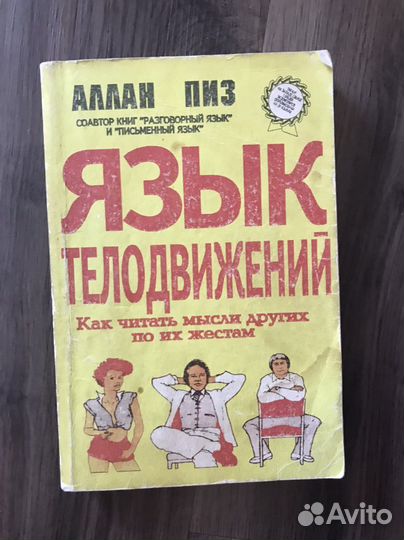 АЛЛАН ПИЗ
СОАВТОР КНИГ "РАЗГОВОРНЫЙ ЯЗЫК"
И "ПИСЬМЕННЫЙ ЯЗЫК"
ЯЗЫК
ТЕЛОДВИЖЕНИЙ
Как читать мысли других
по их жестам
Avito